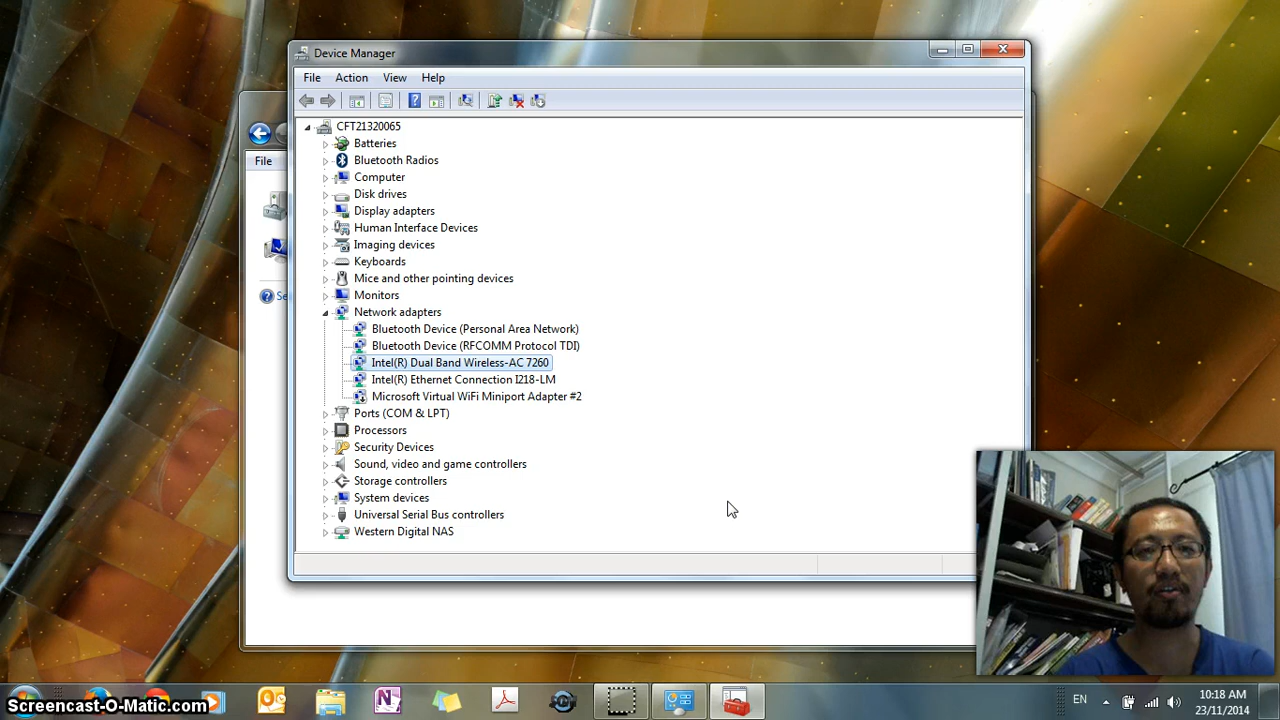 Device Manager
File Action View Help
File
Se
CFT21320065
Batteries
Bluetooth Radios
Computer
Disk drives
Display adapters
Human Interface Devices
Imaging devices
Keyboards
Mice and other pointing devices
Monitors
Network adapters
Bluetooth Device (Personal Area Network)
Bluetooth Device (RFCOMM Protocol TDI)
Intel(R) Dual Band Wireless-AC 7260
Intel(R) Ethernet Connection I218-LM
Microsoft Virtual WiFi Miniport Adapter #2
Ports (COM & LPT)
Processors
Security Devices
Sound, video and game controllers
Storage controllers
System devices
Universal Serial Bus controllers
Western Digital NAS
Screencast-O-Matic.com
EN
10:18 AM
23/11/2014